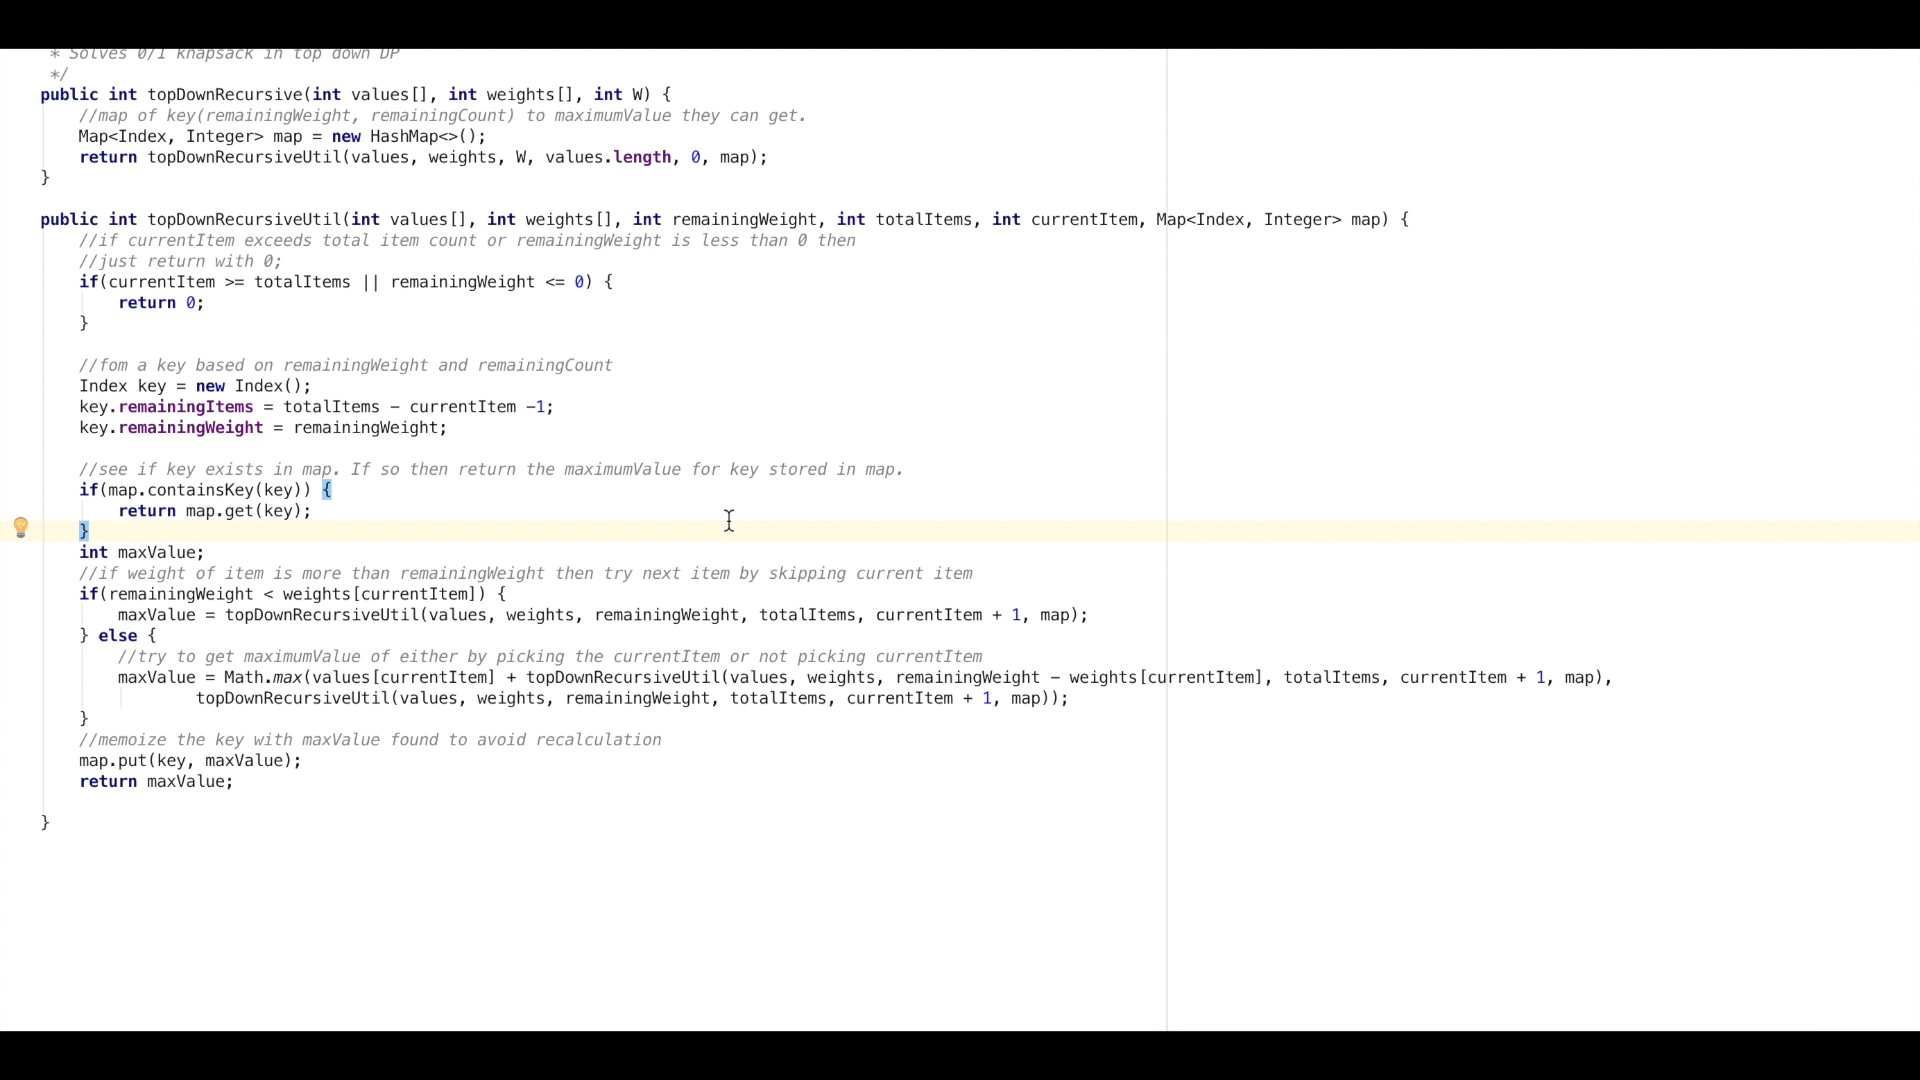 * Solves 0/1 knapsack in top down DP
*/
public int topDownRecursive(int values[], int weights[], int W) {
//map of key(remainingWeight, remainingCount) to maximumValue they can get.
Map<Index, Integer> map = new HashMap<>();
return topDownRecursiveUtil(values, weights, W, values.length, 0, map);
}
public int topDownRecursiveUtil(int values[], int weights[], int remainingWeight, int totalItems, int currentItem, Map<Index, Integer> map) {
//if currentItem exceeds total item count or remainingWeight is less than 0 then
//just return with 0;
if(currentItem >= totalItems || remainingWeight <= 0) {
return 0;
}
//fom a key based on remainingWeight and remainingCount
Index key = new Index();
key.remainingItems = totalItems - currentItem -1;
key.remainingWeight = remainingWeight;
//see if key exists in map. If so then return the maximumValue for key stored in map.
if(map.containsKey(key)) {
return map.get(key);
}
int maxValue;
//if weight of item is more than remainingWeight then try next item by skipping current item
if(remainingWeight < weights[currentItem]) {
maxValue = topDownRecursiveUtil(values, weights, remainingWeight, totalItems, currentItem + 1, map);
} else {
//try to get maximumValue of either by picking the currentItem or not picking currentItem
maxValue = Math.max(values[currentItem] + topDownRecursiveUtil(values, weights, remainingWeight - weights[currentItem], totalItems, currentItem + 1, map),
topDownRecursiveUtil(values, weights, remainingWeight, totalItems, currentItem + 1, map));
}
//memoize the key with maxValue found to avoid recalculation
map.put(key, maxValue);
return maxValue;
}